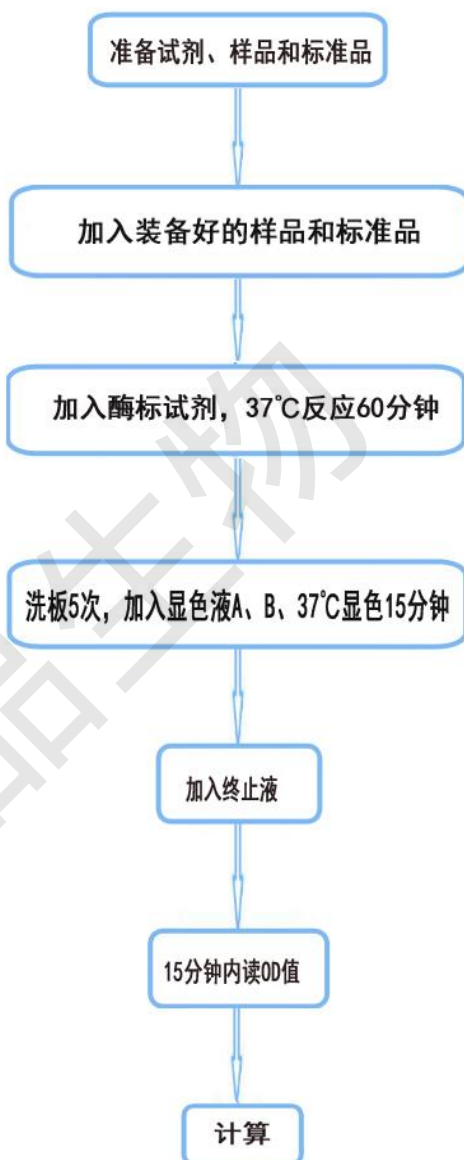 准备试剂、样品和标准品
加入装备好的样品和标准品
加入酶标试剂，37℃反应60分钟
洗板5次，加入显色液A、B、37℃显色15分钟
加入终止液
15分钟内读OD值
计算
品生物